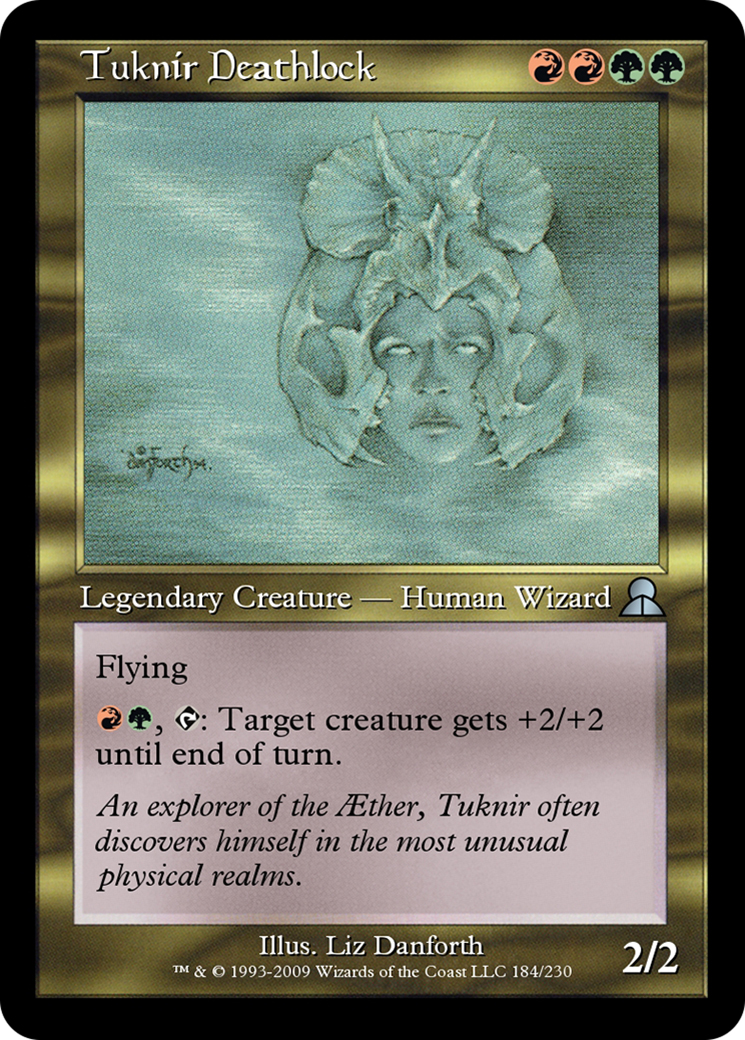 Tuknir Deathlock
danforth 94.
Legendary Creature — Human Wizard
Flying
, : Target creature gets +2/+2
until end of turn.
An explorer of the Æther, Tuknir often
discovers himself in the most unusual
physical realms.
Illus. Liz Danforth
™ & © 1993-2009 Wizards of the Coast LLC 184/230
2/2